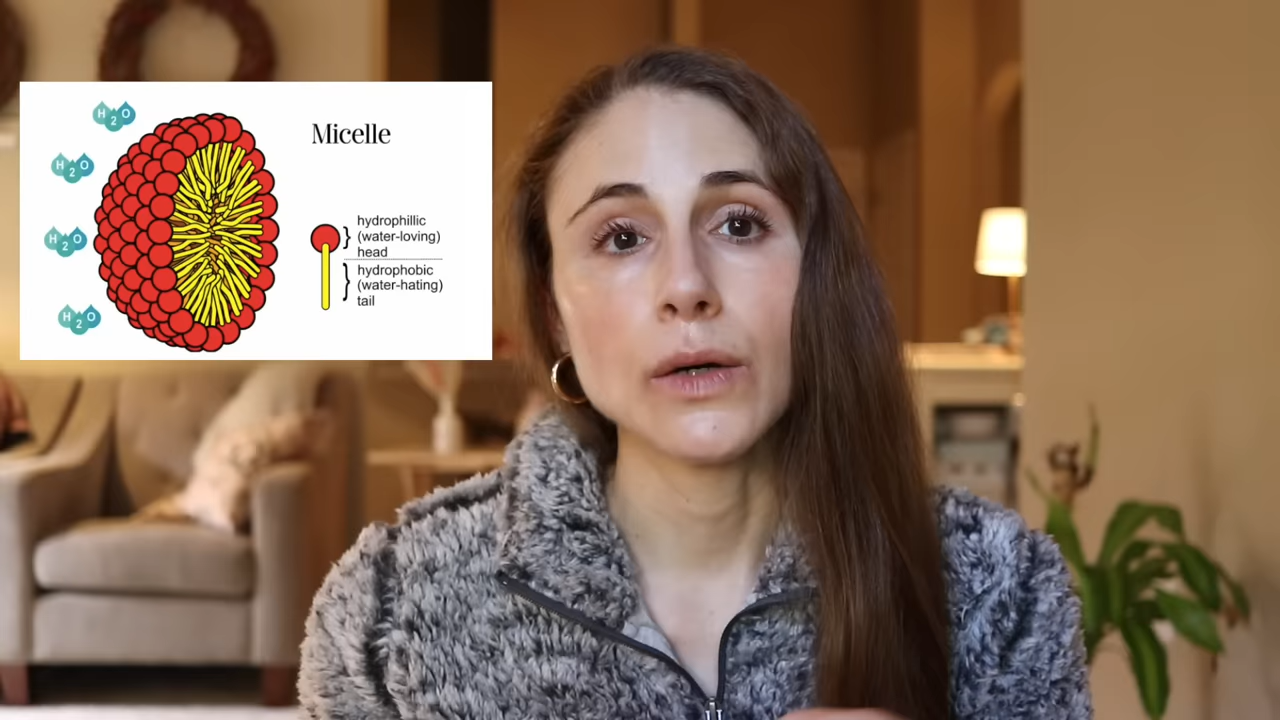 H2O
Micelle
H2O
hydrophillic
(water-loving)
head
H2O
hydrophobic
(water-hating)
tail
H2O